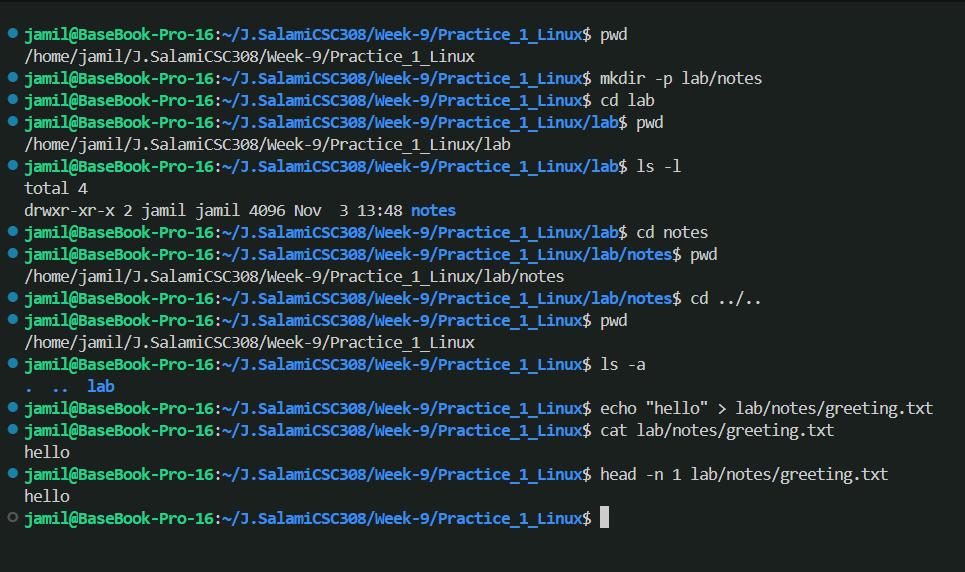 jamil@BaseBook-Pro-16:~/J.SalamiCSC308/Week-9/Practice_1_Linux$ pwd
/home/jamil/J.SalamiCSC308/Week-9/Practice_1_Linux
jamil@BaseBook-Pro-16:~/J.SalamiCSC308/Week-9/Practice_1_Linux$ mkdir -p lab/notes
jamil@BaseBook-Pro-16:~/J.SalamiCSC308/Week-9/Practice_1_Linux$ cd lab
jamil@BaseBook-Pro-16:~/J.SalamiCSC308/Week-9/Practice_1_Linux/lab$ pwd
/home/jamil/J.SalamiCSC308/Week-9/Practice_1_Linux/lab
jamil@BaseBook-Pro-16:~/J.SalamiCSC308/Week-9/Practice_1_Linux/lab$ ls -l
total 4
drwxr-xr-x 2 jamil jamil 4096 Nov  3 13:48 notes
jamil@BaseBook-Pro-16:~/J.SalamiCSC308/Week-9/Practice_1_Linux/lab$ cd notes
jamil@BaseBook-Pro-16:~/J.SalamiCSC308/Week-9/Practice_1_Linux/lab/notes$ pwd
/home/jamil/J.SalamiCSC308/Week-9/Practice_1_Linux/lab/notes
jamil@BaseBook-Pro-16:~/J.SalamiCSC308/Week-9/Practice_1_Linux/lab/notes$ cd ../..
jamil@BaseBook-Pro-16:~/J.SalamiCSC308/Week-9/Practice_1_Linux$ pwd
/home/jamil/J.SalamiCSC308/Week-9/Practice_1_Linux
jamil@BaseBook-Pro-16:~/J.SalamiCSC308/Week-9/Practice_1_Linux$ ls -a
.  ..  lab
jamil@BaseBook-Pro-16:~/J.SalamiCSC308/Week-9/Practice_1_Linux$ echo "hello" > lab/notes/greeting.txt
jamil@BaseBook-Pro-16:~/J.SalamiCSC308/Week-9/Practice_1_Linux$ cat lab/notes/greeting.txt
hello
jamil@BaseBook-Pro-16:~/J.SalamiCSC308/Week-9/Practice_1_Linux$ head -n 1 lab/notes/greeting.txt
hello
jamil@BaseBook-Pro-16:~/J.SalamiCSC308/Week-9/Practice_1_Linux$